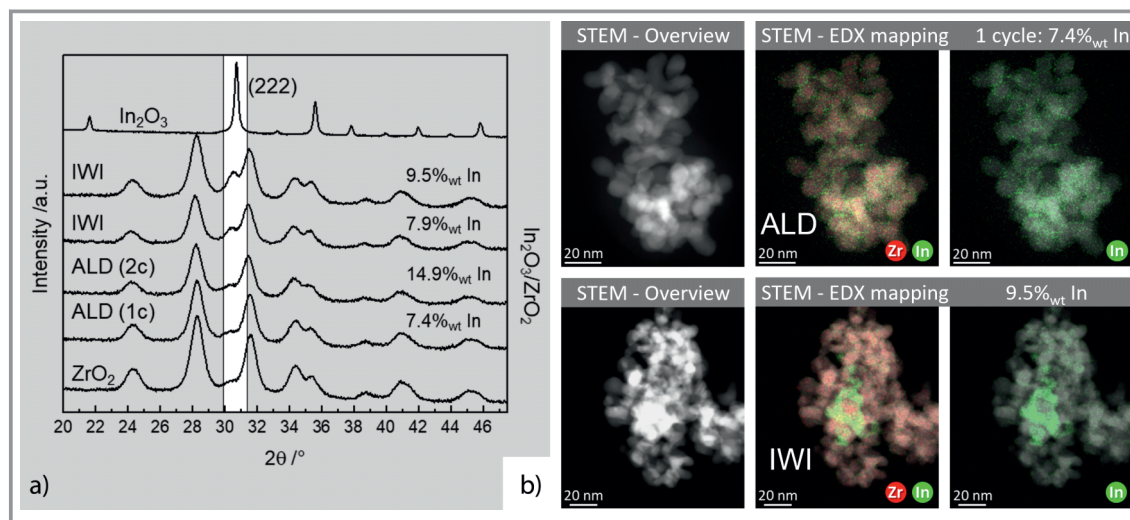 In₂O₃
(222)
IWI
9.5%wt In
IWI
7.9%wt In
ALD (2c)
14.9%wt In
ALD (1c)
7.4%wt In
ZrO₂
Intensity /a.u.
In₂O₃/ZrO₂
20 22 24 26 28 30 32 34 36 38 40 42 44 46
2θ /°
a)
b)
STEM - Overview
STEM - EDX mapping
1 cycle: 7.4%wt In
20 nm
ALD
20 nm
Zr In
20 nm
In
STEM - Overview
STEM - EDX mapping
9.5%wt In
20 nm
IWI
20 nm
Zr In
20 nm
In